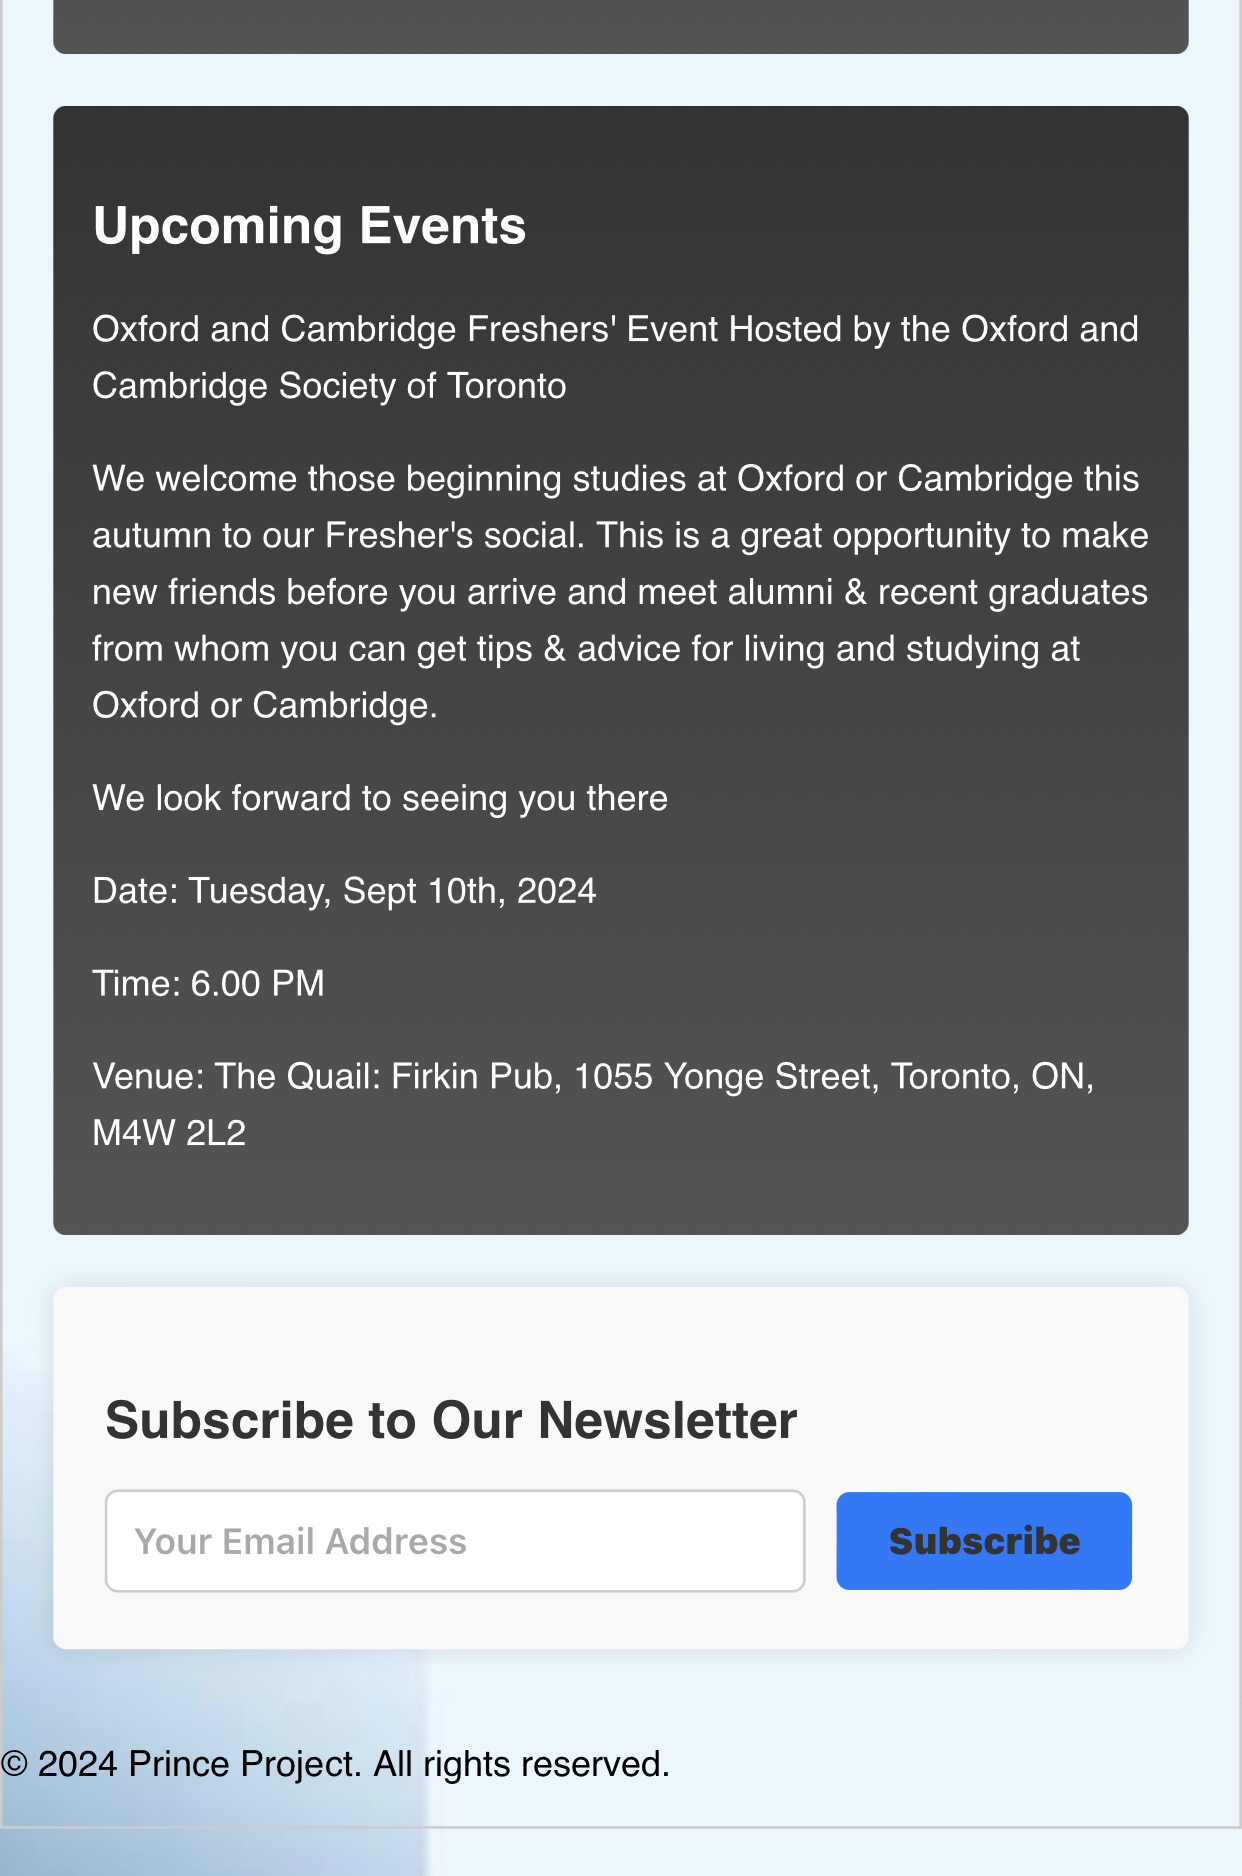 Upcoming Events
Oxford and Cambridge Freshers' Event Hosted by the Oxford and
Cambridge Society of Toronto
We welcome those beginning studies at Oxford or Cambridge this
autumn to our Fresher's social. This is a great opportunity to make
new friends before you arrive and meet alumni & recent graduates
from whom you can get tips & advice for living and studying at
Oxford or Cambridge.
We look forward to seeing you there
Date: Tuesday, Sept 10th, 2024
Time: 6.00 PM
Venue: The Quail: Firkin Pub, 1055 Yonge Street, Toronto, ON,
M4W 2L2
Subscribe to Our Newsletter
Your Email Address
Subscribe
© 2024 Prince Project. All rights reserved.